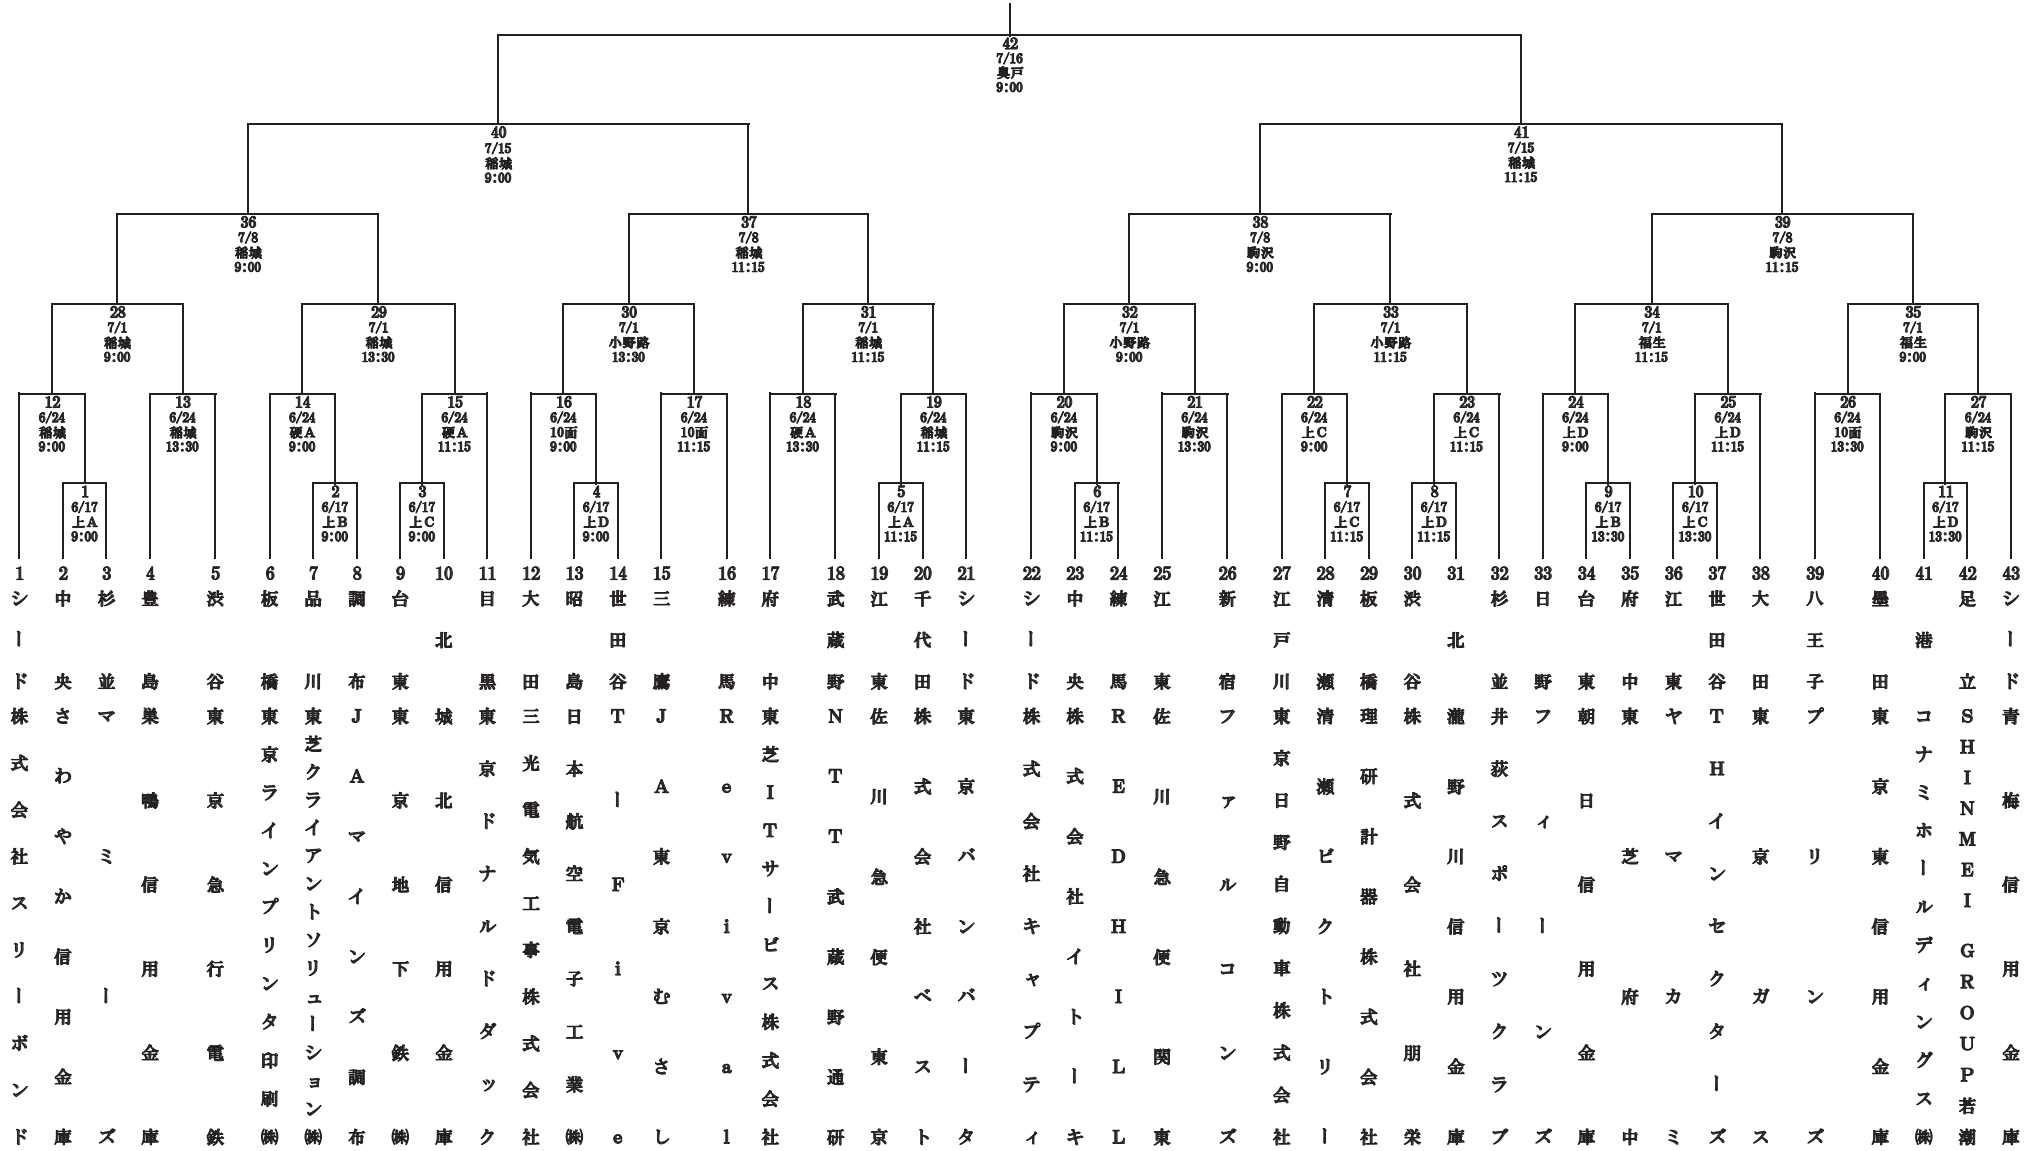 42
7/16
奥戸
9:00
40
7/15
稲城
9:00
41
7/15
稲城
11:15
36
7/8
稲城
9:00
37
7/8
稲城
11:15
38
7/8
駒沢
9:00
39
7/8
駒沢
11:15
28
7/1
稲城
9:00
29
7/1
稲城
13:30
30
7/1
小野路
13:30
31
7/1
稲城
11:15
32
7/1
小野路
9:00
33
7/1
小野路
11:15
34
7/1
福生
11:15
35
7/1
福生
9:00
12
6/24
稲城
9:00
13
6/24
稲城
13:30
14
6/24
硬A
9:00
15
6/24
硬A
11:15
16
6/24
10面
9:00
17
6/24
10面
11:15
18
6/24
硬A
13:30
19
6/24
稲城
11:15
20
6/24
駒沢
9:00
21
6/24
駒沢
13:30
22
6/24
上C
9:00
23
6/24
上C
11:15
24
6/24
上D
9:00
25
6/24
上D
11:15
26
6/24
10面
13:30
27
6/24
駒沢
11:15
1
6/17
上A
9:00
2
6/17
上B
9:00
3
6/17
上C
9:00
4
6/17
上D
9:00
5
6/17
上A
11:15
6
6/17
上B
11:15
7
6/17
上C
11:15
8
6/17
上D
11:15
9
6/17
上B
13:30
10
6/17
上C
13:30
11
6/17
上D
13:30
1 シード 株式会社スリーボンド
2 中央 さわやか信用金庫
3 杉並 マミーズ
4 豊島 巣鴨信用金庫
5 渋谷 東京急行電鉄
6 板橋 東京ラインプリンタ印刷㈱
7 品川 東芝クライアントソリューション㈱
8 調布 JAマインズ調布
9 台東 東京地下鉄㈱
10 北 城北信用金庫
11 目黒 東京ドナルドダック
12 大田 三光電気工事株式会社
13 昭島 日本航空電子工業㈱
14 世田谷 TーFive
15 三鷹 JA東京むさし
16 練馬 Revival
17 府中 東芝ITサービス株式会社
18 武蔵野 NTT武蔵野通研
19 江東 佐川急便東京
20 千代田 株式会社ベスト
21 シード 東京バンバータ
22 シード 株式会社キャプティ
23 中央 株式会社イトーキ
24 練馬 REDHILL
25 江東 佐川急便関東
26 新宿 ファルコンズ
27 江戸川 東京日野自動車株式会社
28 清瀬 清瀬ビクトリー
29 板橋 理研計器株式会社
30 渋谷 株式会社朋栄
31 北 瀧野川信用金庫
32 杉並 井荻スポーツクラブ
33 日野 フィーンズ
34 台東 朝日信用金庫
35 府中 東芝府中
36 江東 ヤマカミ
37 世田谷 THインセクターズ
38 大田 東京ガス
39 八王子 プリンズ
40 墨田 東京東信用金庫
41 港 コナミホールディングス㈱
42 足立 SHINMEI GROUP若潮
43 シード 青梅信用金庫